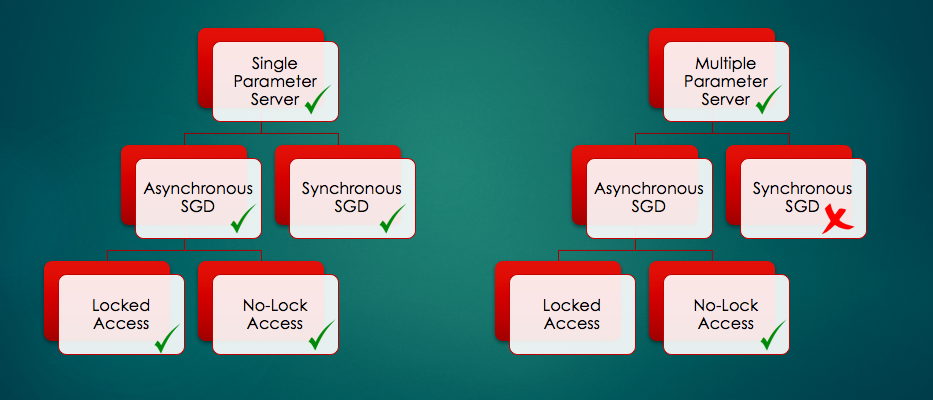 Single
Parameter
Server
Multiple
Parameter
Server
Asynchronous
SGD
Synchronous
SGD
Asynchronous
SGD
Synchronous
SGD
Locked
Access
No-Lock
Access
Locked
Access
No-Lock
Access